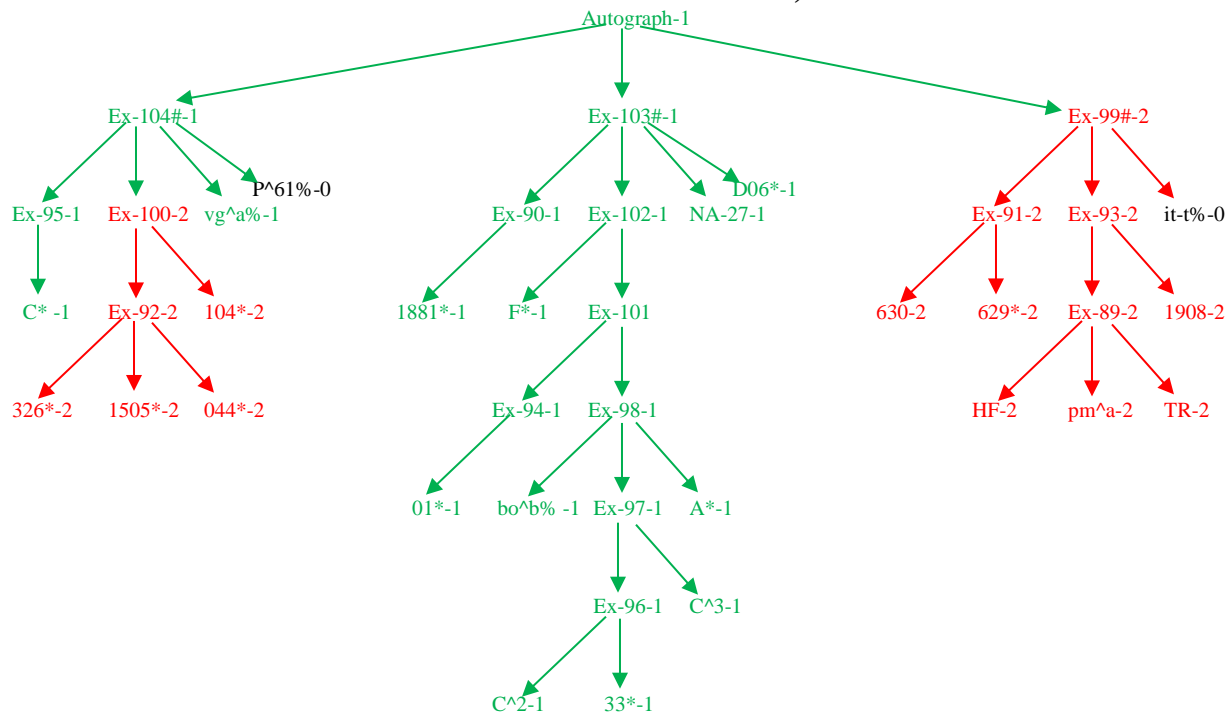 Autograph-1
Ex-104#-1 Ex-103#-1 Ex-99#-2
P^61%-0 D06*-1
Ex-95-1 Ex-100-2 vg^a%-1 Ex-90-1 Ex-102-1 NA-27-1 Ex-91-2 Ex-93-2 it-t%-0
C* -1 Ex-92-2 104*-2 1881*-1 F*-1 Ex-101 630-2 629*-2 Ex-89-2 1908-2
326*-2 1505*-2 044*-2 Ex-94-1 Ex-98-1 HF-2 pm^a-2 TR-2
01*-1 bo^b% -1 Ex-97-1 A*-1
Ex-96-1 C^3-1
C^2-1 33*-1